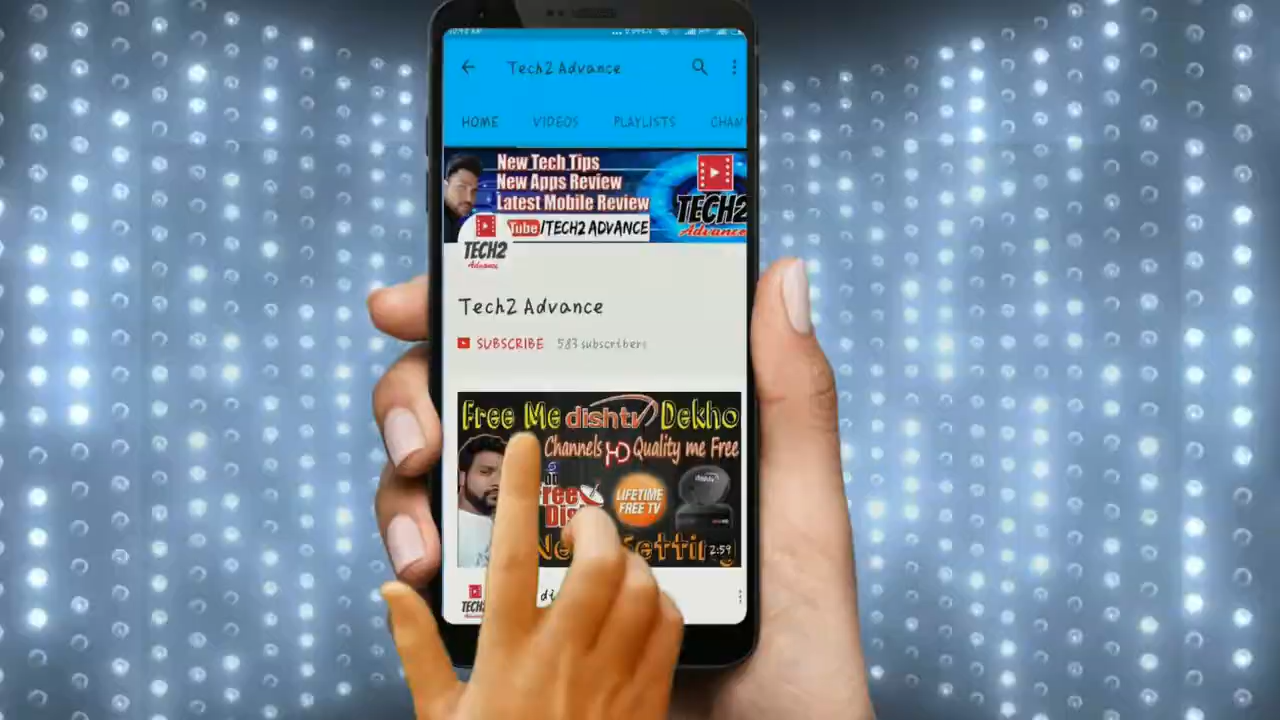 Tech2 Advance
HOME VIDEOS PLAYLISTS CHAN
New Tech Tips
New Apps Review
Latest Mobile Review
Tube/TECH2 ADVANCE
TECH2
Advance
TECH2
Advance
Tech2 Advance
SUBSCRIBE 583 subscribers
Free Me dishtv Dekho
Channels HD Quality me Free
LIFETIME
FREE TV
2:59
TECH